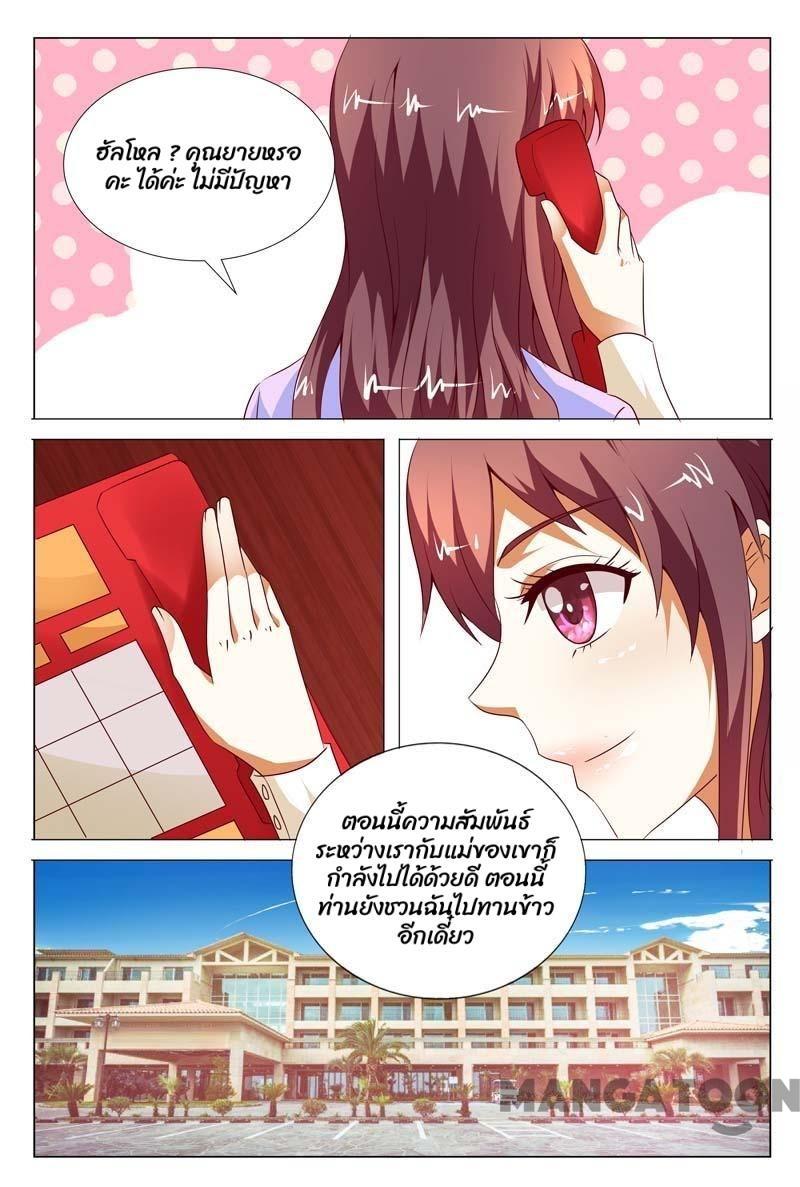 ฮัลโหล ? คุณยายหรอ
คะ ได้ค่ะ ไม่มีปัญหา
ตอนนี้ความสัมพันธ์
ระหว่างเรากับแม่ของเขาก็
กำลังไปได้ด้วยดี ตอนนี้
ท่านยังชวนฉันไปทานข้าว
อีกเดี๋ยว
MANGATOON